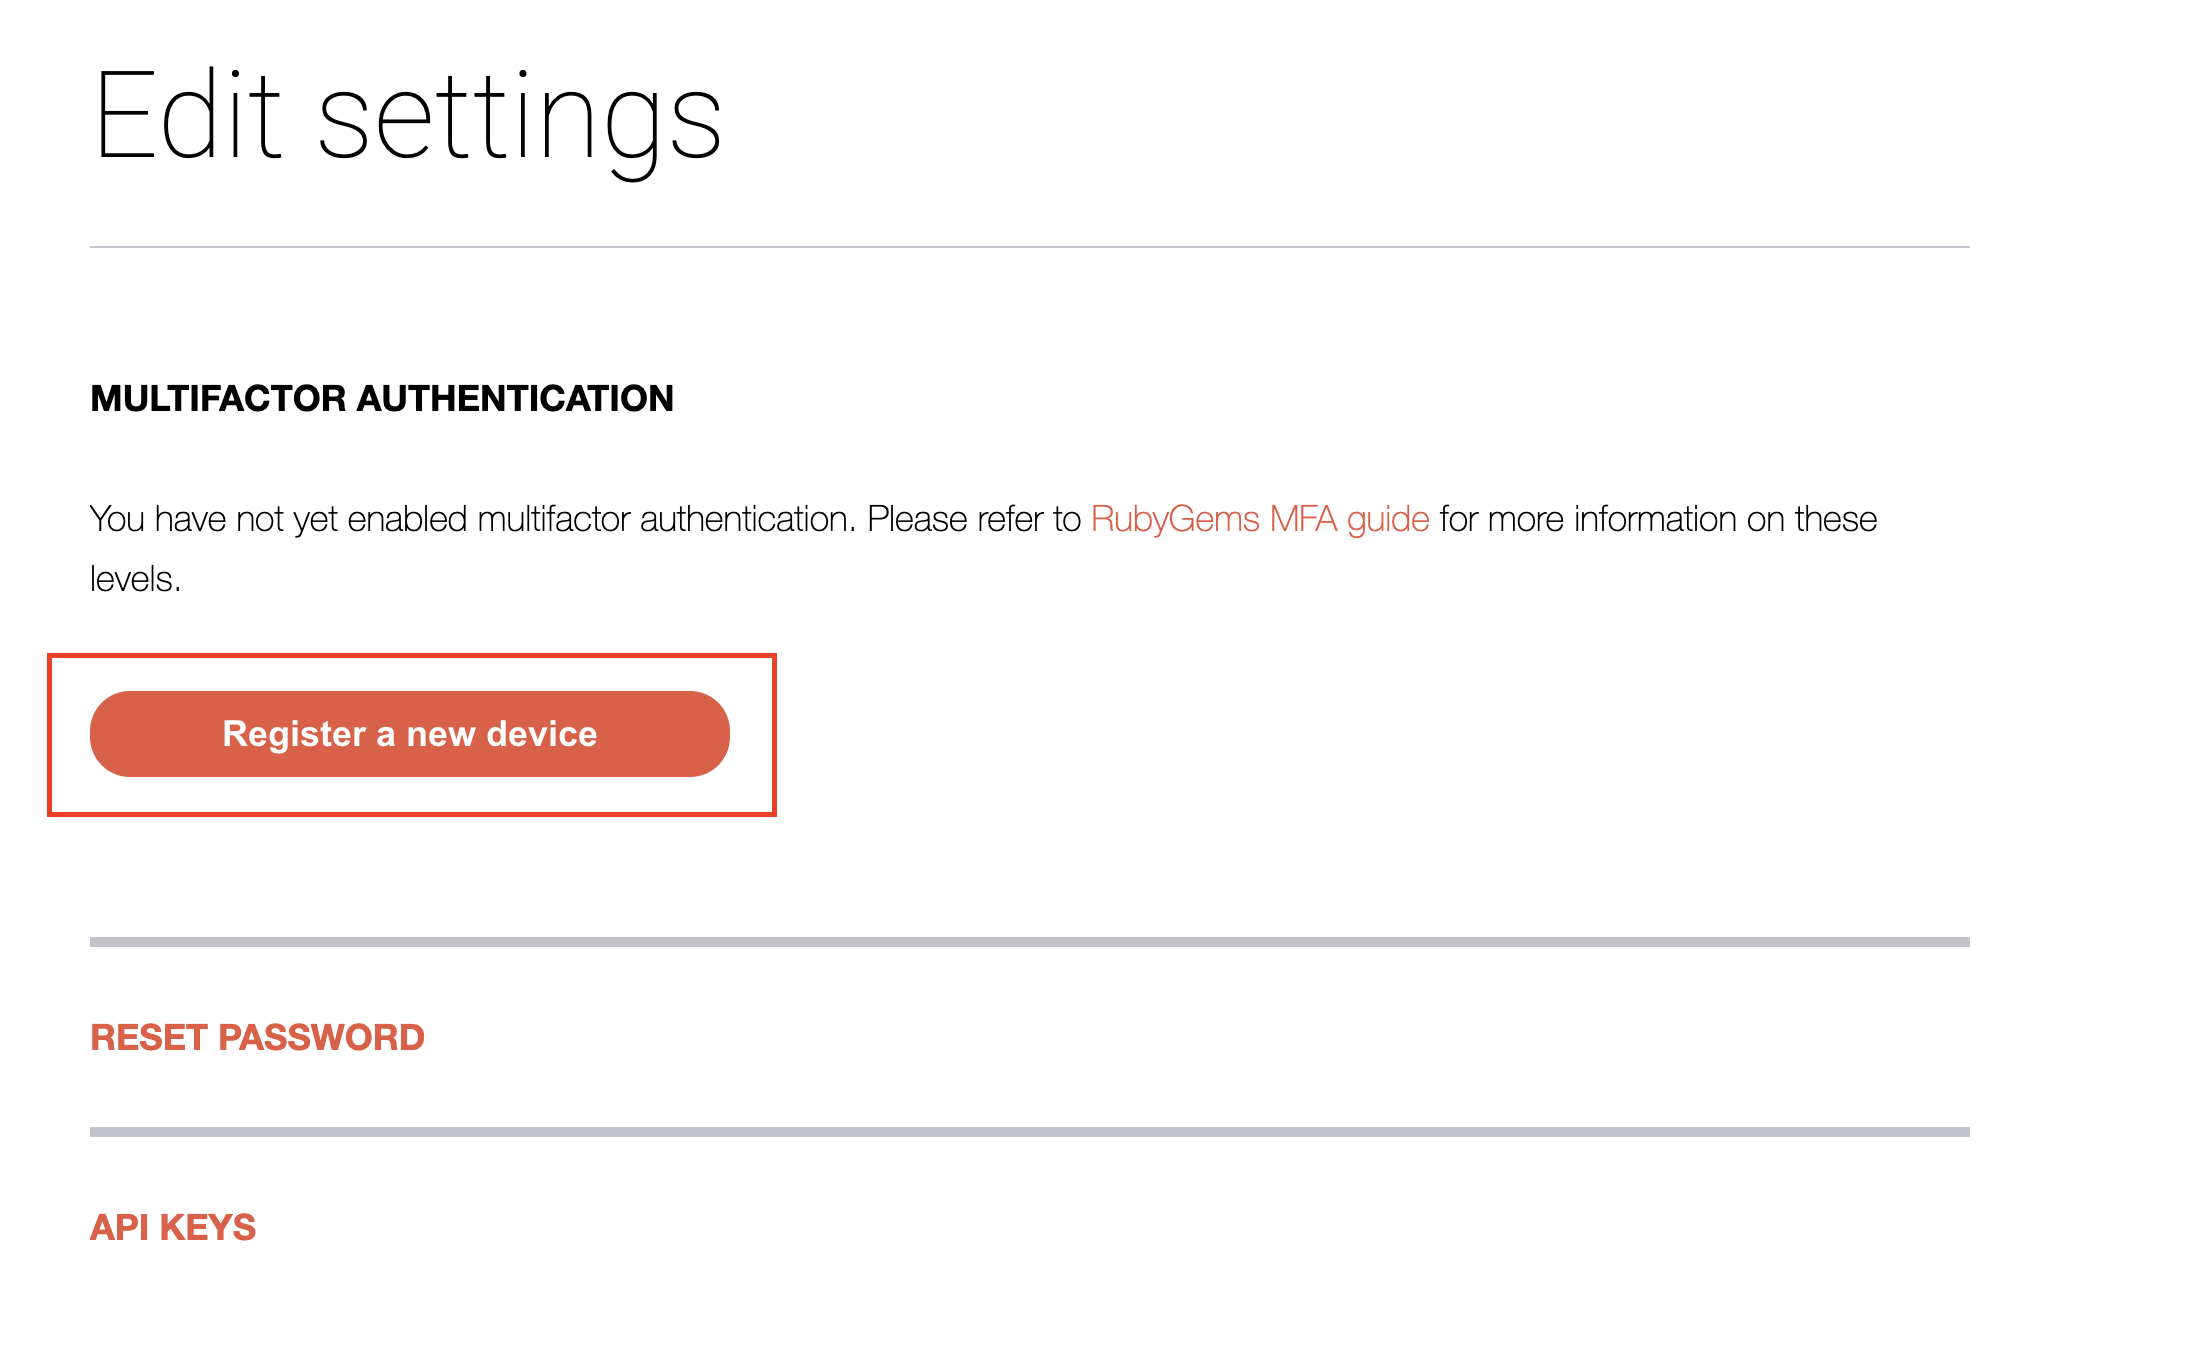 Edit settings
MULTIFACTOR AUTHENTICATION
You have not yet enabled multifactor authentication. Please refer to RubyGems MFA guide for more information on these
levels.
Register a new device
RESET PASSWORD
API KEYS